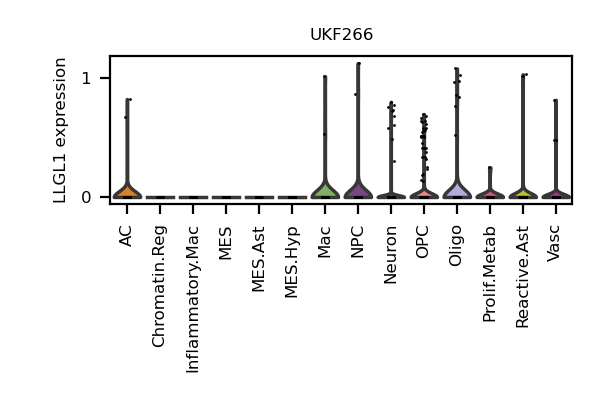 UKF266
LLGL1 expression
1
0
AC
Chromatin.Reg
Inflammatory.Mac
MES
MES.Ast
MES.Hyp
Mac
NPC
Neuron
OPC
Oligo
Prolif.Metab
Reactive.Ast
Vasc